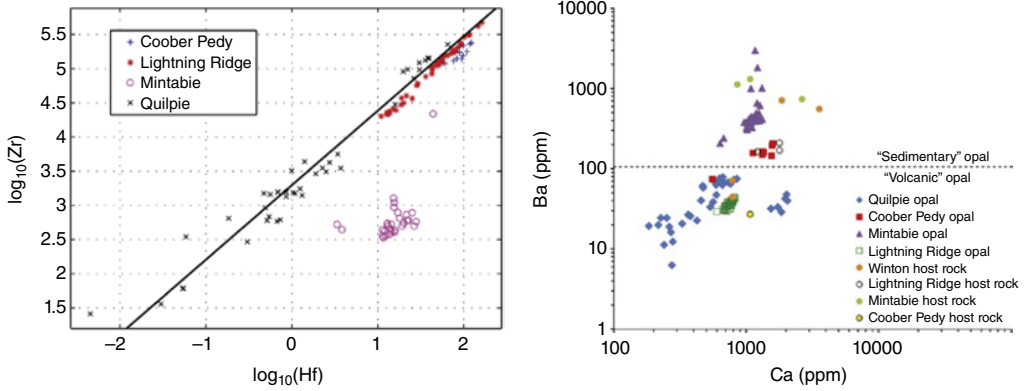 5.5
5
4.5
4
3.5
3
2.5
2
1.5
log10(Zr)
Coober Pedy
Lightning Ridge
Mintabie
Quilpie
−2
−1
0
1
2
log10(Hf)
10000
1000
100
10
1
Ba (ppm)
"Sedimentary" opal
"Volcanic" opal
Quilpie opal
Coober Pedy opal
Mintabie opal
Lightning Ridge opal
Winton host rock
Lightning Ridge host rock
Mintabie host rock
Coober Pedy host rock
100
1000
10000
Ca (ppm)